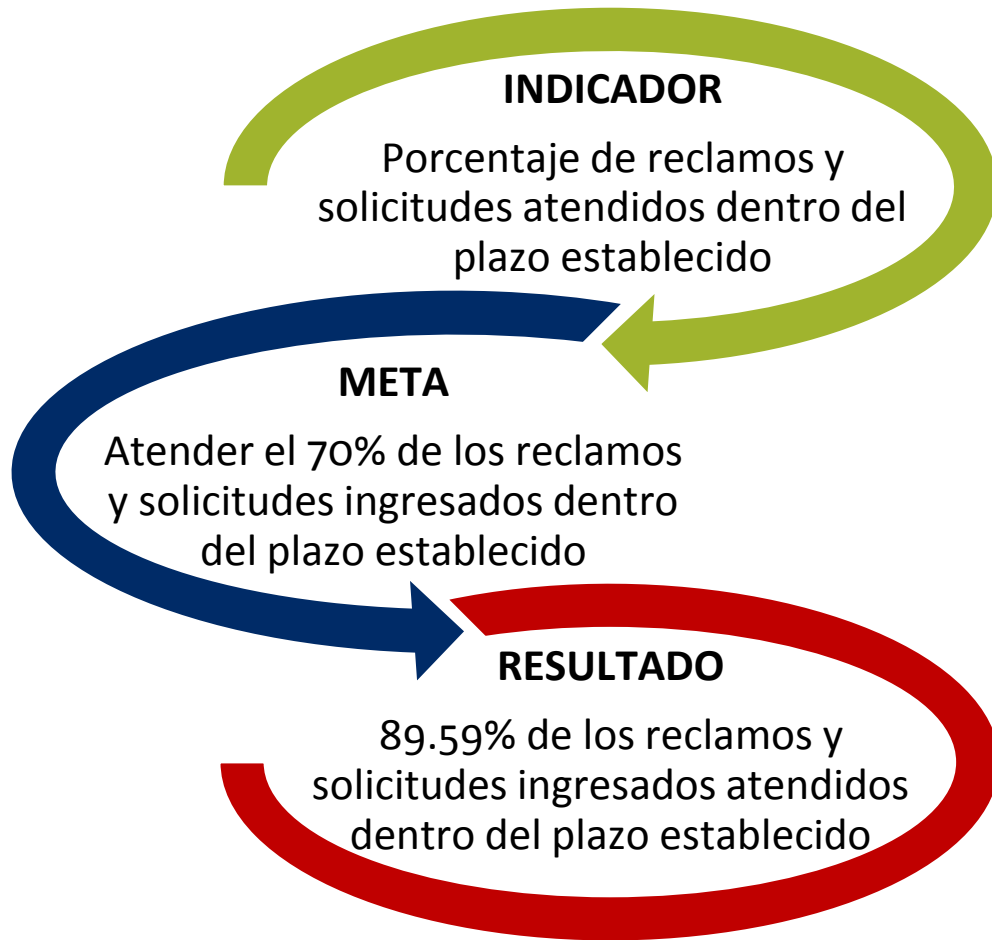 INDICADOR
Porcentaje de reclamos y
solicitudes atendidos dentro del
plazo establecido
META
Atender el 70% de los reclamos
y solicitudes ingresados dentro
del plazo establecido
RESULTADO
89.59% de los reclamos y
solicitudes ingresados atendidos
dentro del plazo establecido